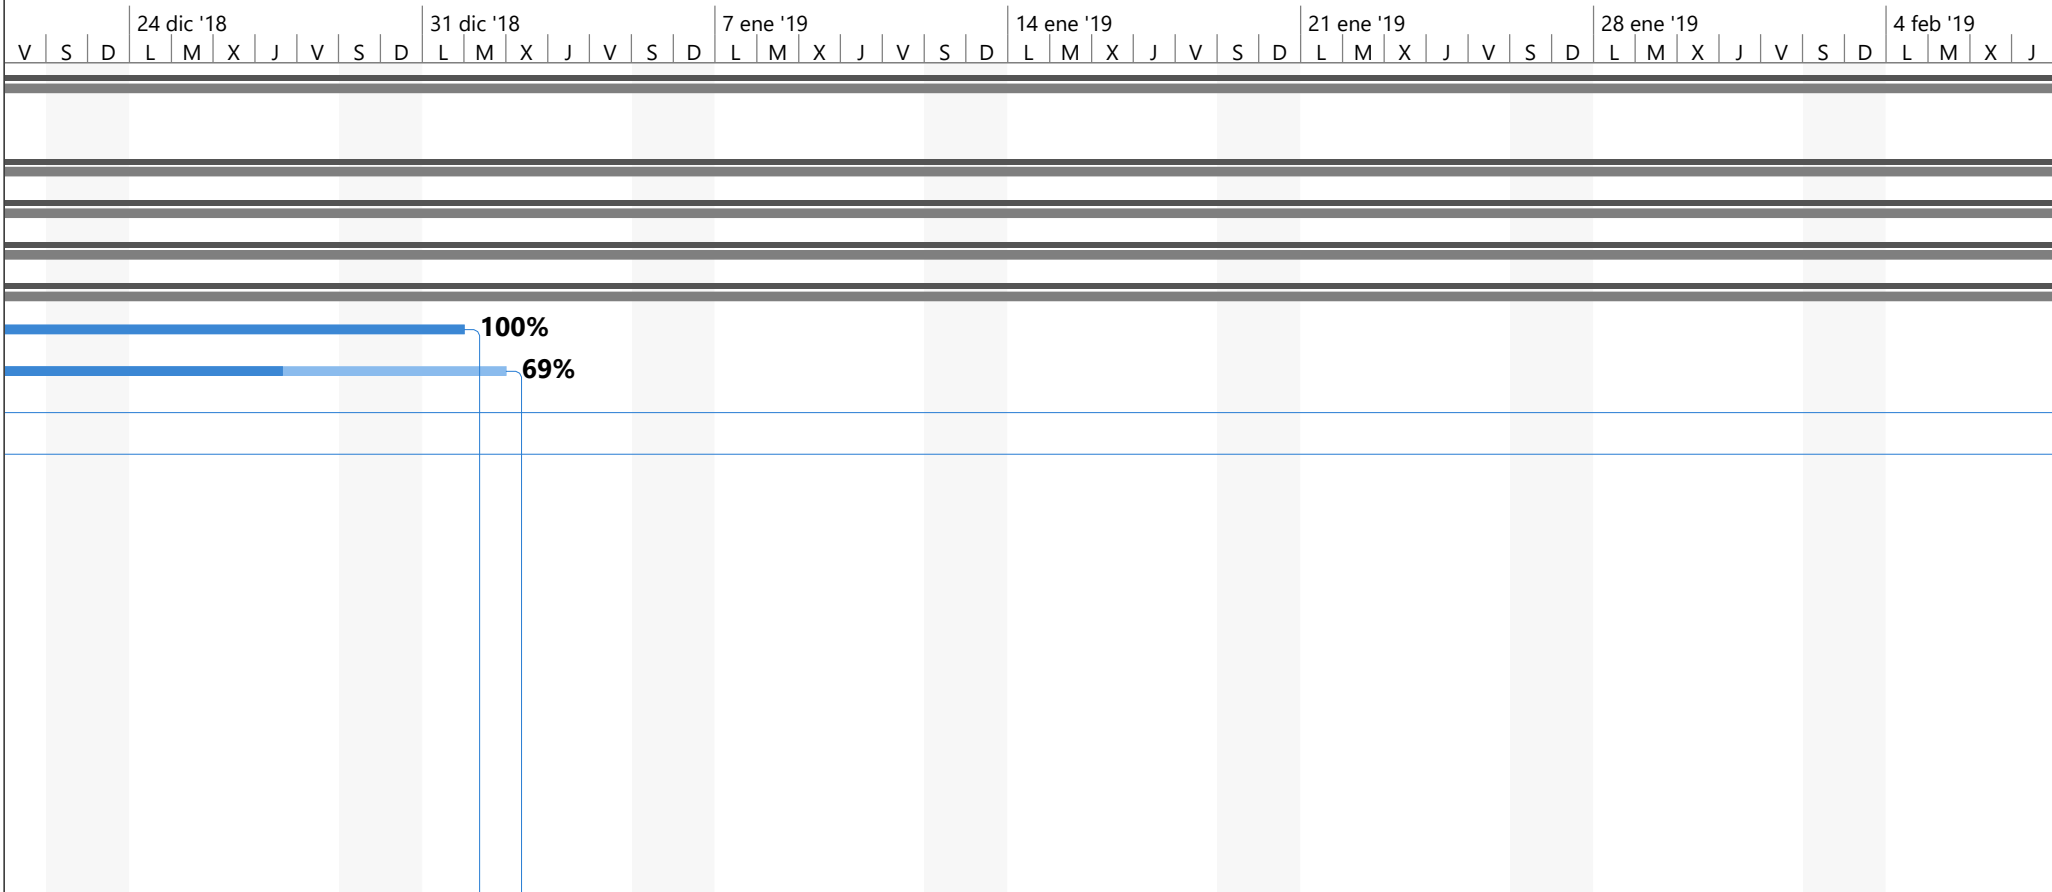 24 dic '18 31 dic '18 7 ene '19 14 ene '19 21 ene '19 28 ene '19 4 feb '19
V S D L M X J V S D L M X J V S D L M X J V S D L M X J V S D L M X J V S D L M X J V S D L M X J
100%
69%